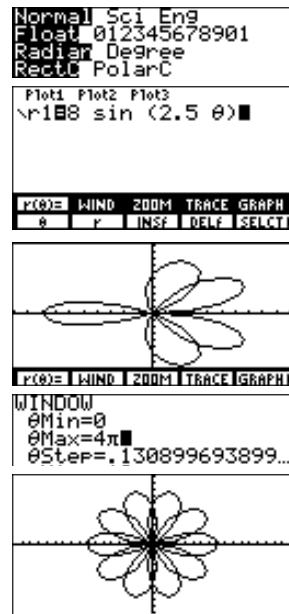 Normal Sci Eng
Float 012345678901
Radian Degree
RectC PolarC
Plot1 Plot2 Plot3
\r1=8 sin (2.5 θ)
r(θ)= WIND ZOOM TRACE GRAPH
θ r INSf DELf SELCT
r(θ)= WIND ZOOM TRACE GRAPH
WINDOW
θMin=0
θMax=4π
θStep=.130899693899…